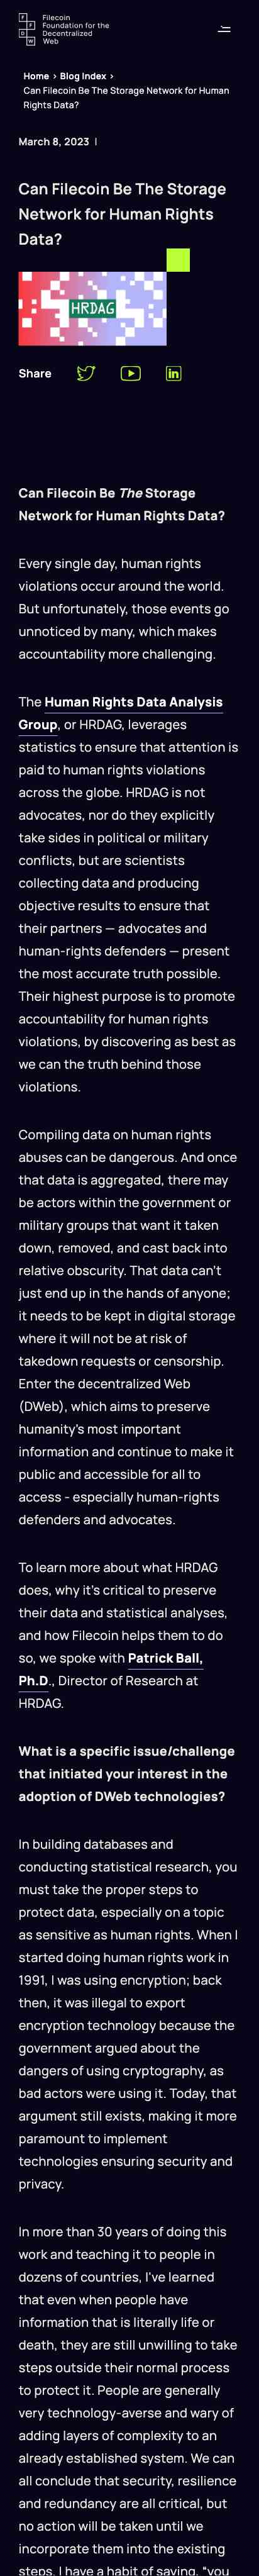 Filecoin
Foundation for the
Decentralized
Web
F
F
D
W
Home > Blog Index >
Can Filecoin Be The Storage Network for Human
Rights Data?
March 8, 2023 |
Can Filecoin Be The Storage
Network for Human Rights
Data?
HRDAG
Share
Can Filecoin Be The Storage
Network for Human Rights Data?
Every single day, human rights
violations occur around the world.
But unfortunately, those events go
unnoticed by many, which makes
accountability more challenging.
The Human Rights Data Analysis
Group, or HRDAG, leverages
statistics to ensure that attention is
paid to human rights violations
across the globe. HRDAG is not
advocates, nor do they explicitly
take sides in political or military
conflicts, but are scientists
collecting data and producing
objective results to ensure that
their partners — advocates and
human-rights defenders — present
the most accurate truth possible.
Their highest purpose is to promote
accountability for human rights
violations, by discovering as best as
we can the truth behind those
violations.
Compiling data on human rights
abuses can be dangerous. And once
that data is aggregated, there may
be actors within the government or
military groups that want it taken
down, removed, and cast back into
relative obscurity. That data can't
just end up in the hands of anyone;
it needs to be kept in digital storage
where it will not be at risk of
takedown requests or censorship.
Enter the decentralized Web
(DWeb), which aims to preserve
humanity's most important
information and continue to make it
public and accessible for all to
access - especially human-rights
defenders and advocates.
To learn more about what HRDAG
does, why it's critical to preserve
their data and statistical analyses,
and how Filecoin helps them to do
so, we spoke with Patrick Ball,
Ph.D., Director of Research at
HRDAG.
What is a specific issue/challenge
that initiated your interest in the
adoption of DWeb technologies?
In building databases and
conducting statistical research, you
must take the proper steps to
protect data, especially on a topic
as sensitive as human rights. When I
started doing human rights work in
1991, I was using encryption; back
then, it was illegal to export
encryption technology because the
government argued about the
dangers of using cryptography, as
bad actors were using it. Today, that
argument still exists, making it more
paramount to implement
technologies ensuring security and
privacy.
In more than 30 years of doing this
work and teaching it to people in
dozens of countries, I've learned
that even when people have
information that is literally life or
death, they are still unwilling to take
steps outside their normal process
to protect it. People are generally
very technology-averse and wary of
adding layers of complexity to an
already established system. We can
all conclude that security, resilience
and redundancy are all critical, but
no action will be taken until we
incorporate them into the existing
steps. I have a habit of saying, "you